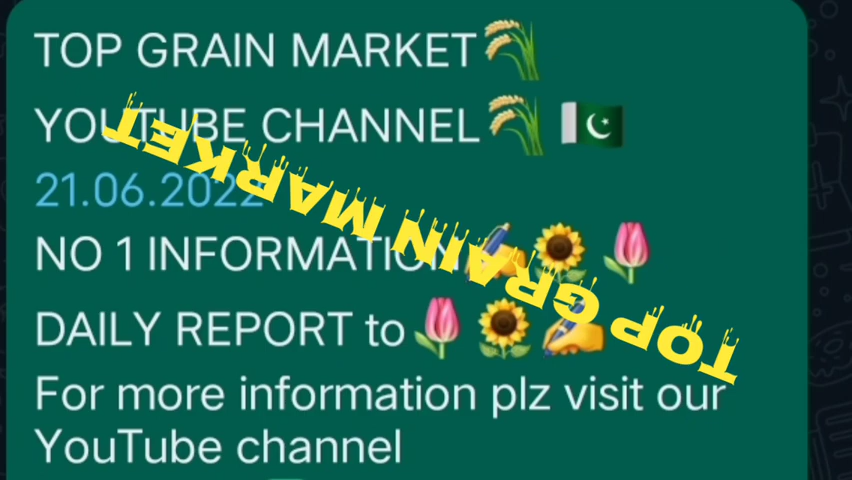 TOP GRAIN MARKET🌾
YOUTUBE CHANNEL🌾 🇵🇰
21.06.2022
NO 1 INFORMATION✍️🌻🌷
DAILY REPORT to🌷🌻✍️
For more information plz visit our
YouTube channel
TOP GRAIN MARKET